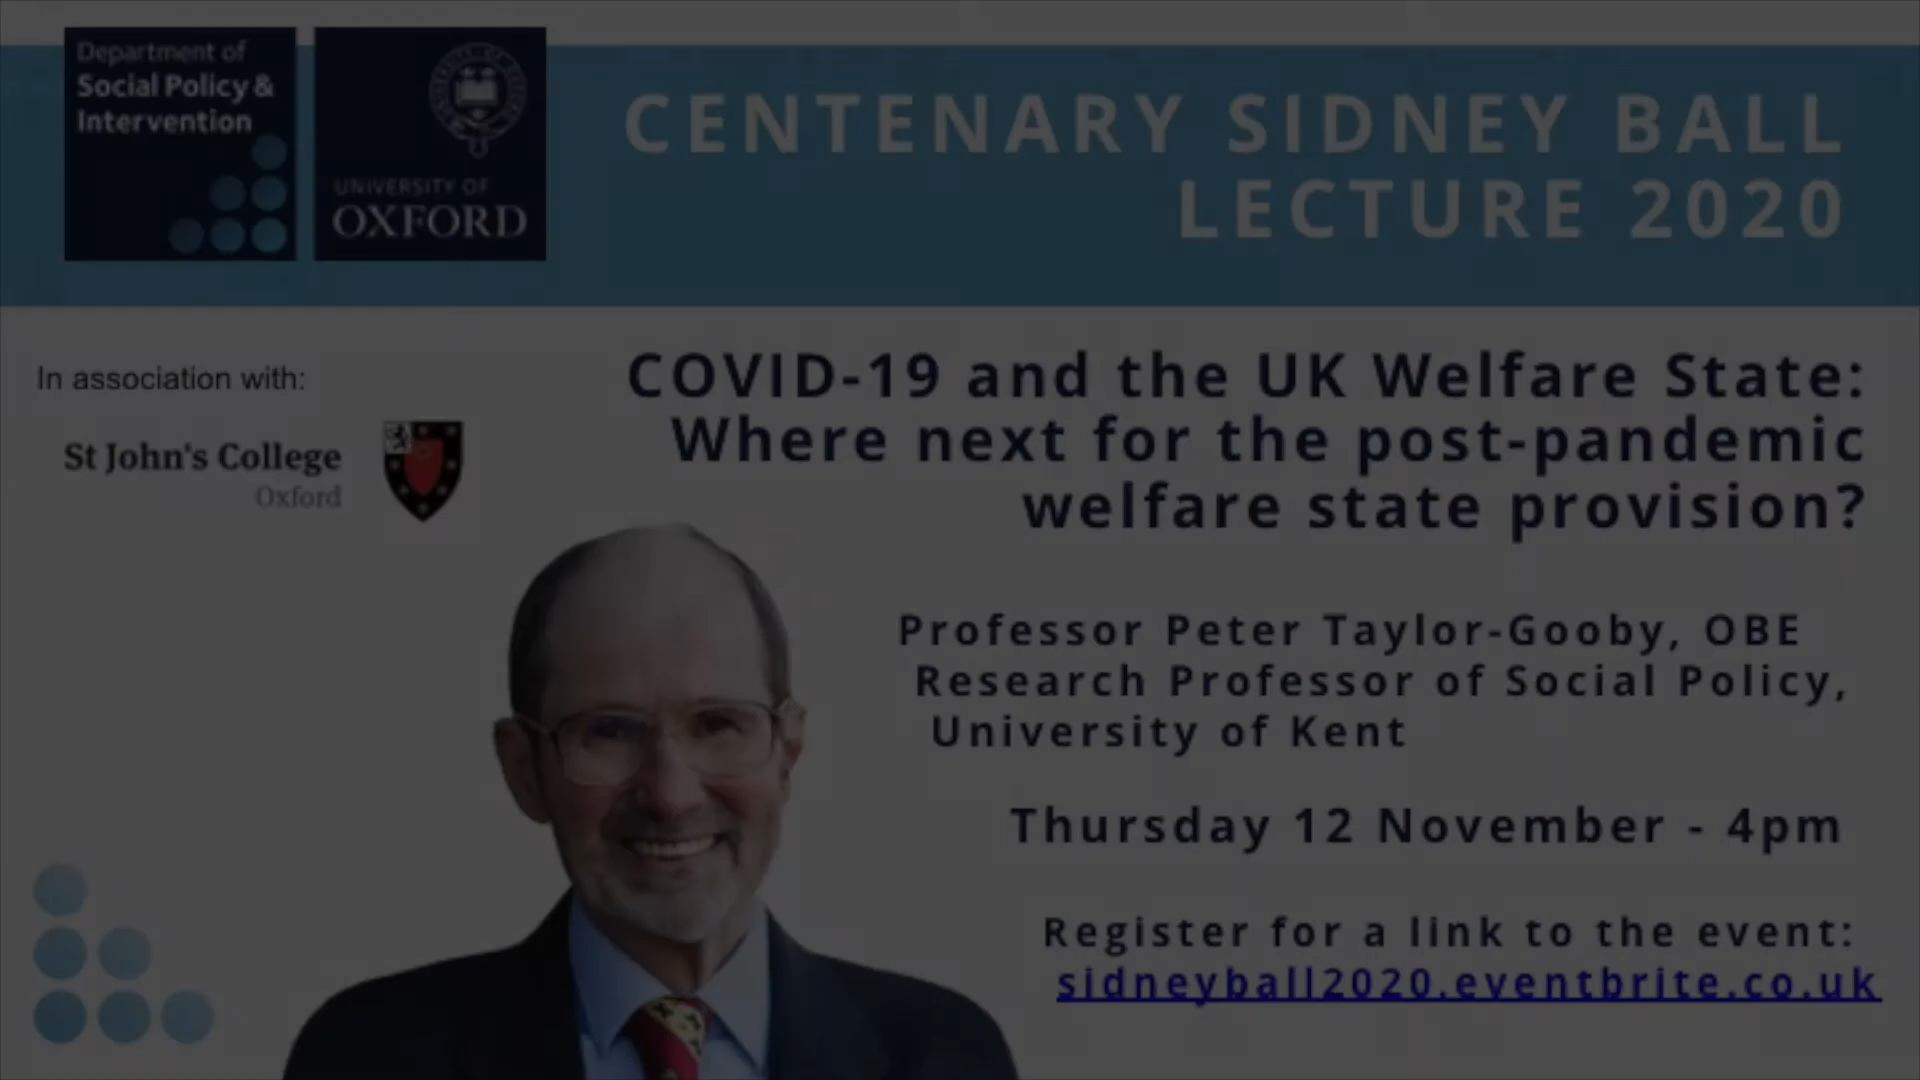 Department of
Social Policy &
Intervention
UNIVERSITY OF
OXFORD
CENTENARY SIDNEY BALL
LECTURE 2020
In association with:
St John's College
Oxford
COVID-19 and the UK Welfare State:
Where next for the post-pandemic
welfare state provision?
Professor Peter Taylor-Gooby, OBE
Research Professor of Social Policy,
University of Kent
Thursday 12 November - 4pm
Register for a link to the event:
sidneyball2020.eventbrite.co.uk